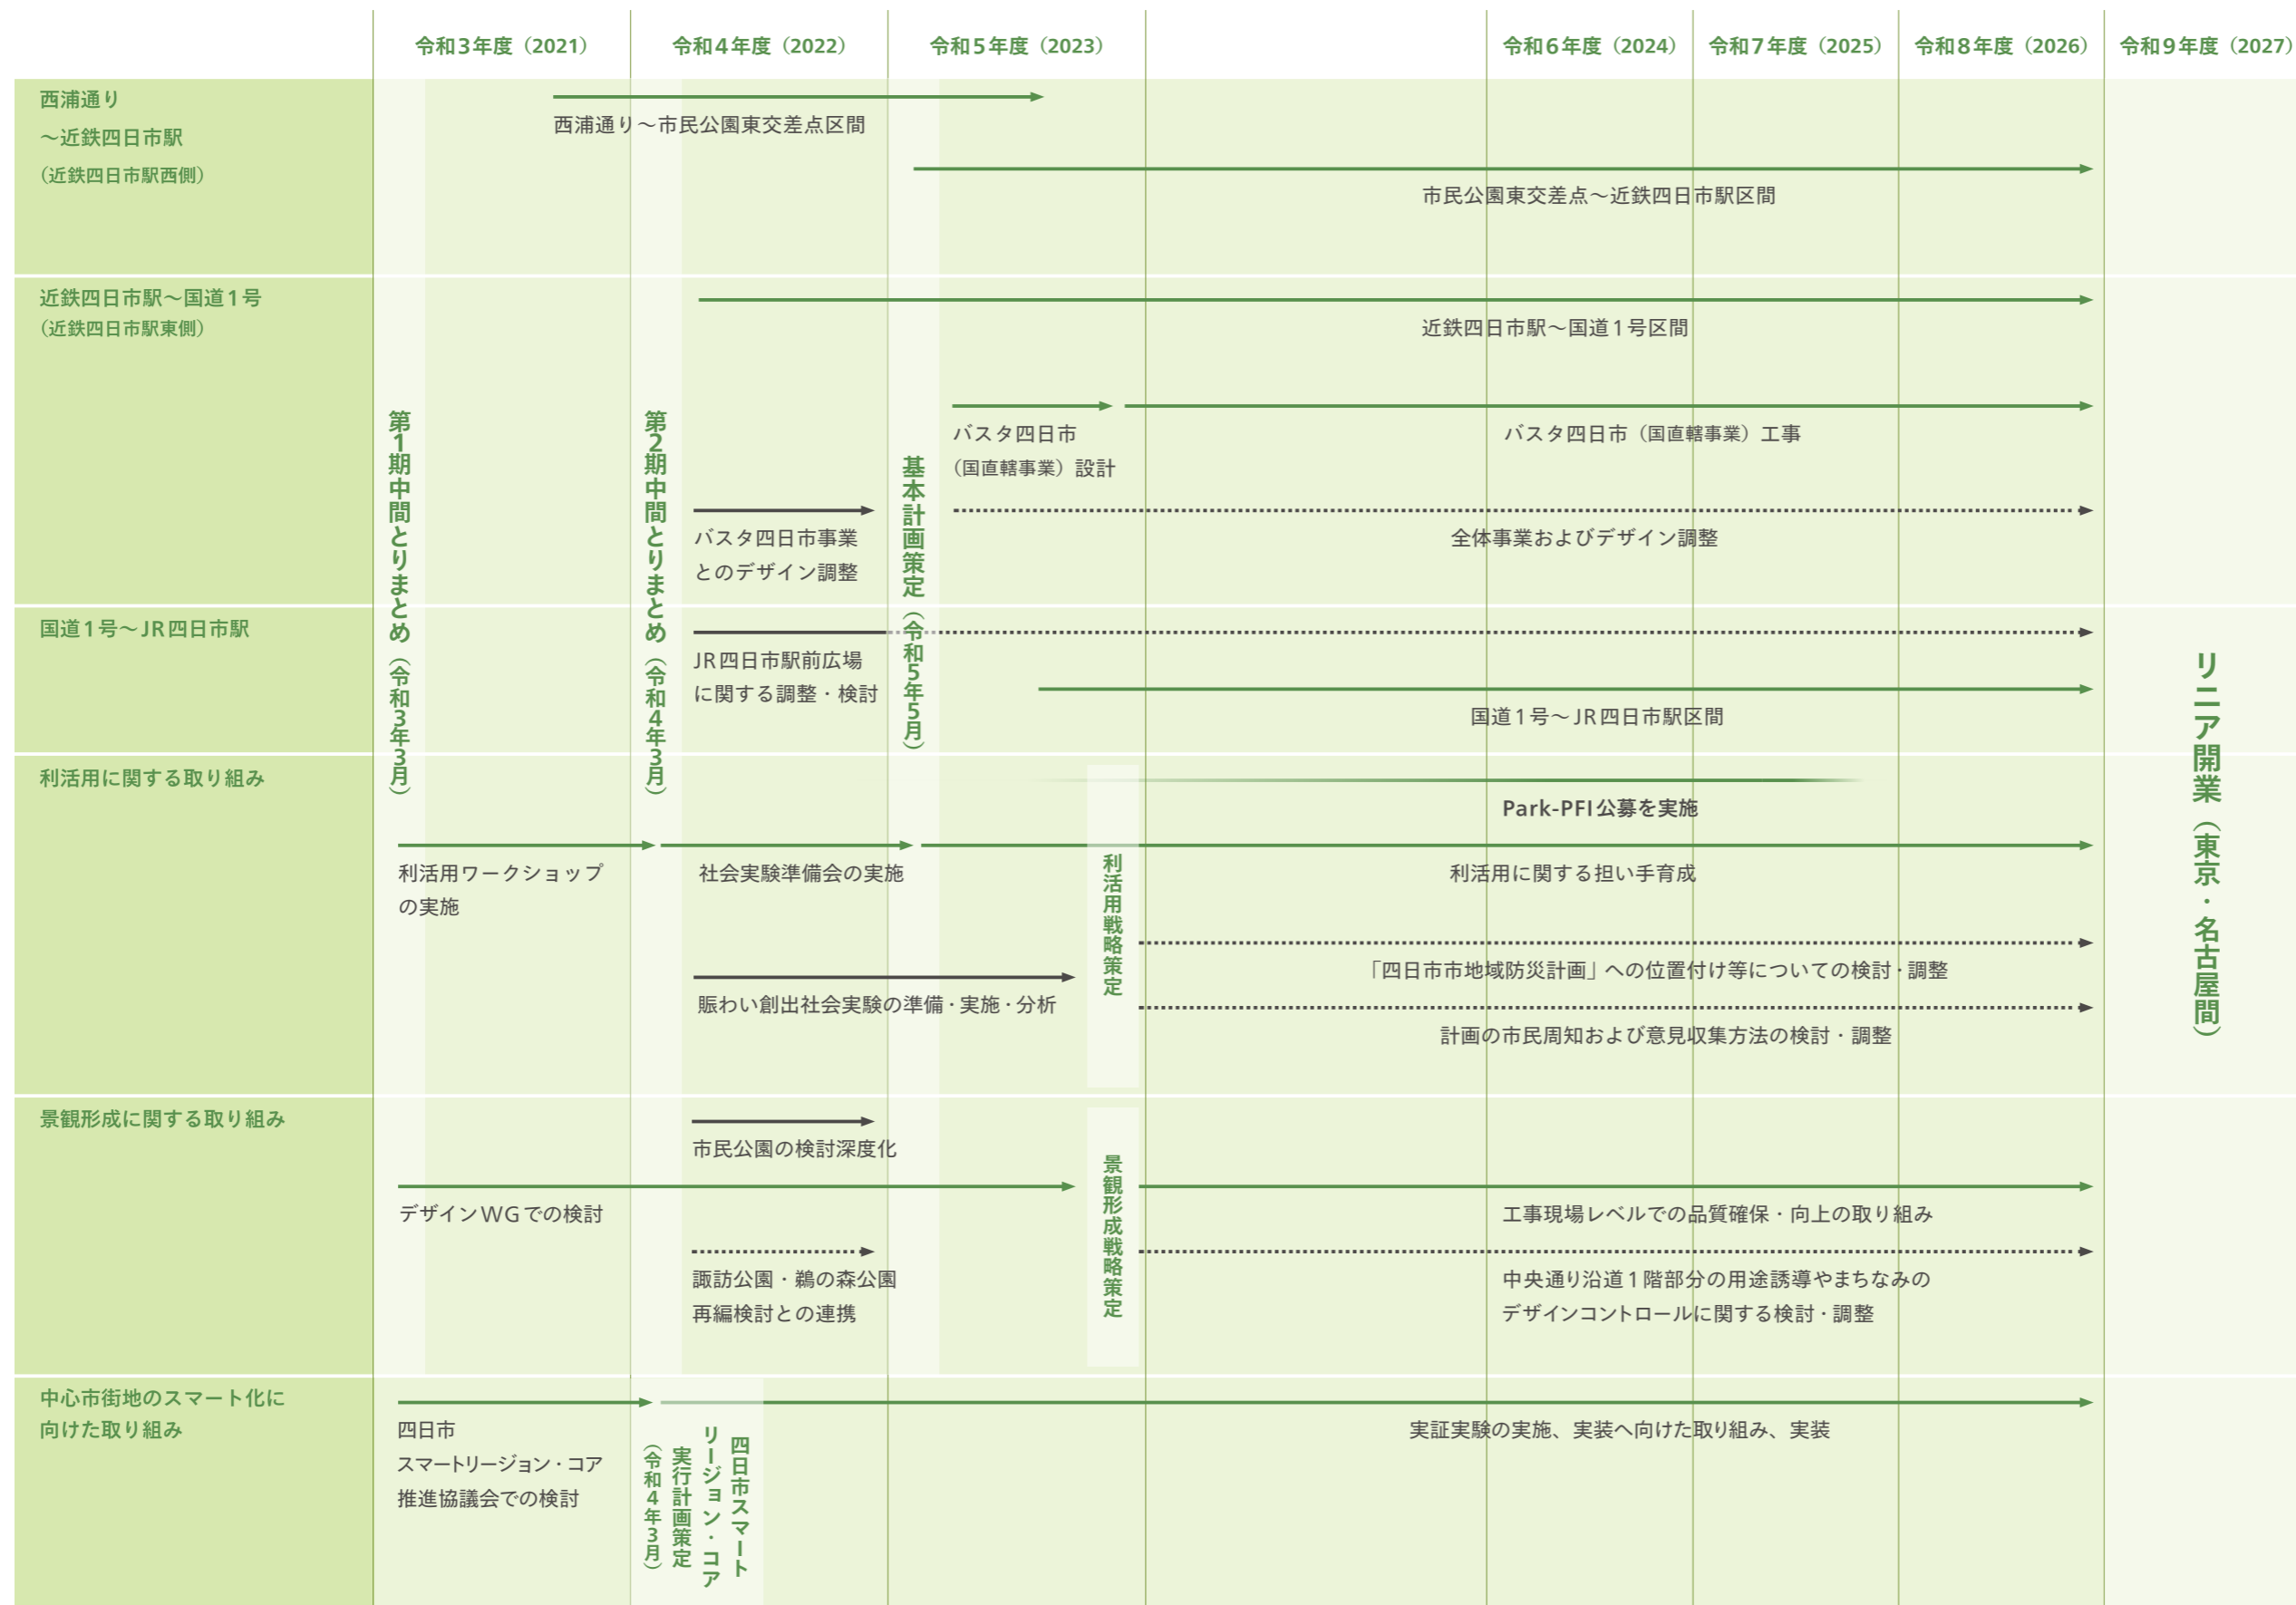 令和3年度（2021）
令和4年度（2022）
令和5年度（2023）
令和6年度（2024）
令和7年度（2025）
令和8年度（2026）
令和9年度（2027）
西浦通り
～近鉄四日市駅
（近鉄四日市駅西側）
西浦通り～市民公園東交差点区間
市民公園東交差点～近鉄四日市駅区間
近鉄四日市駅～国道1号
（近鉄四日市駅東側）
近鉄四日市駅～国道1号区間
バスタ四日市
（国直轄事業）設計
バスタ四日市（国直轄事業）工事
バスタ四日市事業
とのデザイン調整
全体事業およびデザイン調整
第1期中間とりまとめ（令和3年3月）
第2期中間とりまとめ（令和4年3月）
基本計画策定（令和5年5月）
国道1号～JR四日市駅
JR四日市駅前広場
に関する調整・検討
国道1号～JR四日市駅区間
リニア開業（東京・名古屋間）
利活用に関する取り組み
Park-PFI公募を実施
利活用ワークショップ
の実施
社会実験準備会の実施
利活用に関する担い手育成
利活用戦略策定
「四日市市地域防災計画」への位置付け等についての検討・調整
賑わい創出社会実験の準備・実施・分析
計画の市民周知および意見収集方法の検討・調整
景観形成に関する取り組み
市民公園の検討深度化
デザインWGでの検討
景観形成戦略策定
工事現場レベルでの品質確保・向上の取り組み
諏訪公園・鵜の森公園
再編検討との連携
中央通り沿道1階部分の用途誘導やまちなみの
デザインコントロールに関する検討・調整
中心市街地のスマート化に
向けた取り組み
四日市
スマートリージョン・コア
推進協議会での検討
四日市スマート
リージョン・コア
実行計画策定
（令和4年3月）
実証実験の実施、実装へ向けた取り組み、実装